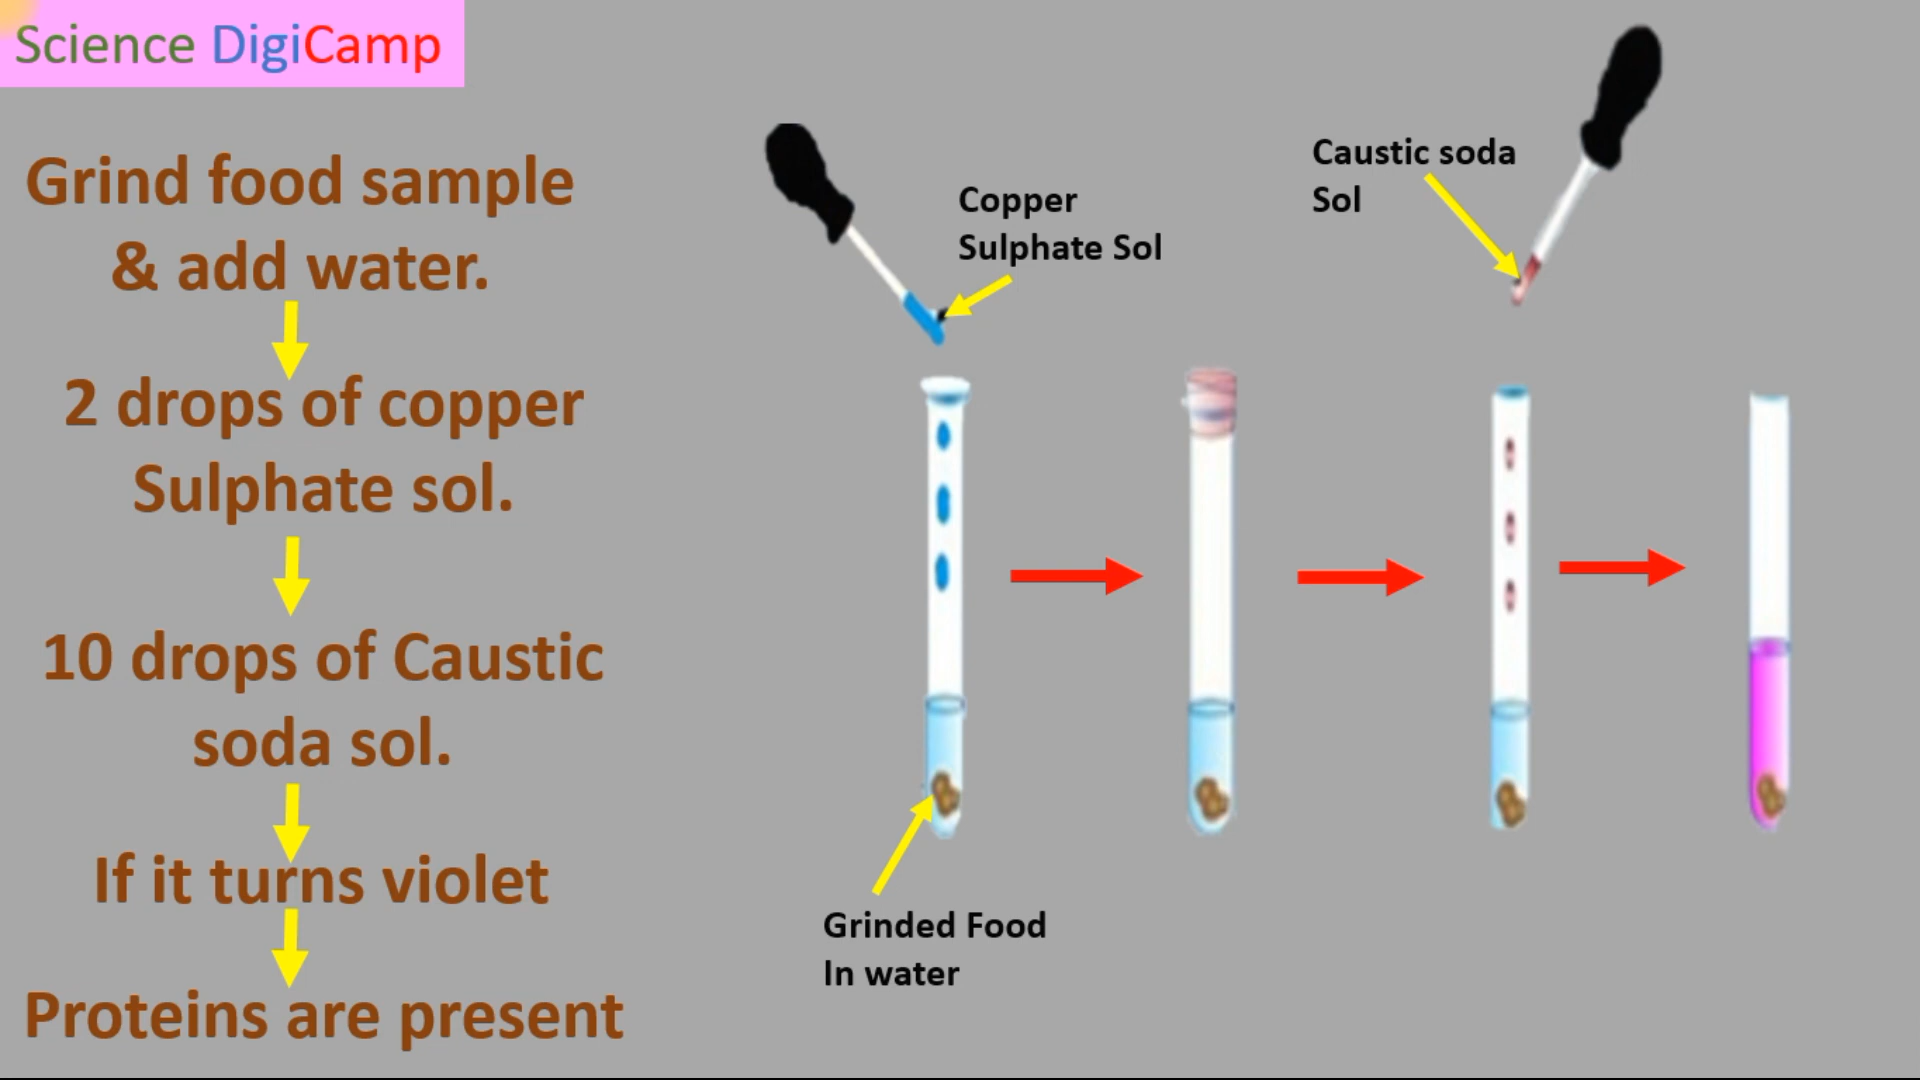 Science DigiCamp
Grind food sample
& add water.
2 drops of copper
Sulphate sol.
10 drops of Caustic
soda sol.
If it turns violet
Proteins are present
Copper
Sulphate Sol
Caustic soda
Sol
Grinded Food
In water